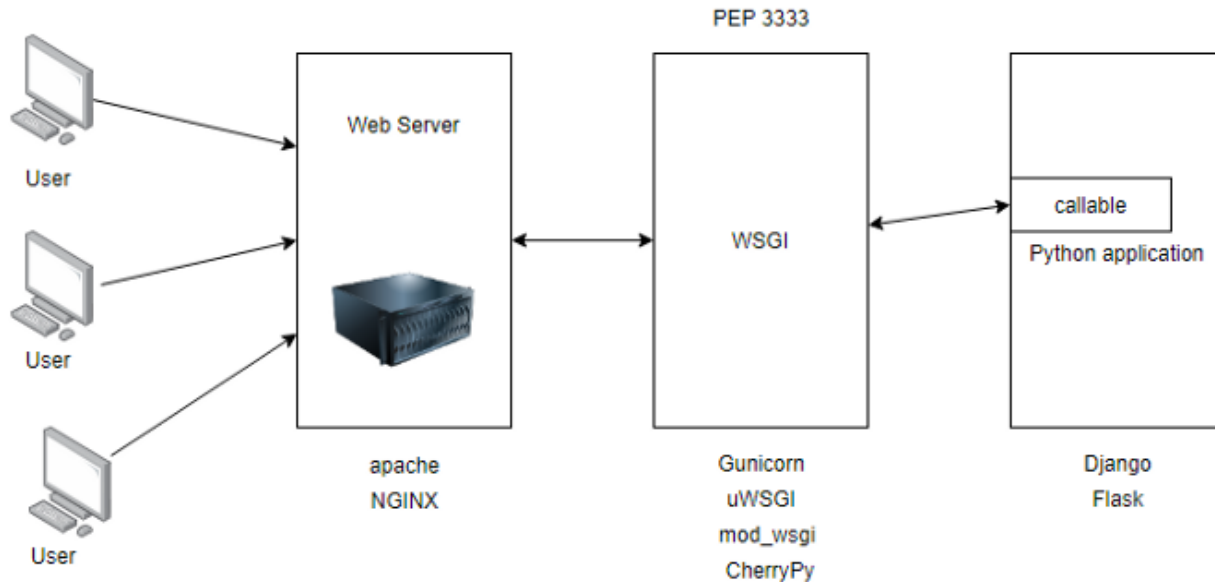 PEP 3333
Web Server
User
callable
WSGI
Python application
User
apache
Gunicorn
Django
NGINX
uWSGI
Flask
mod_wsgi
User
CherryPy